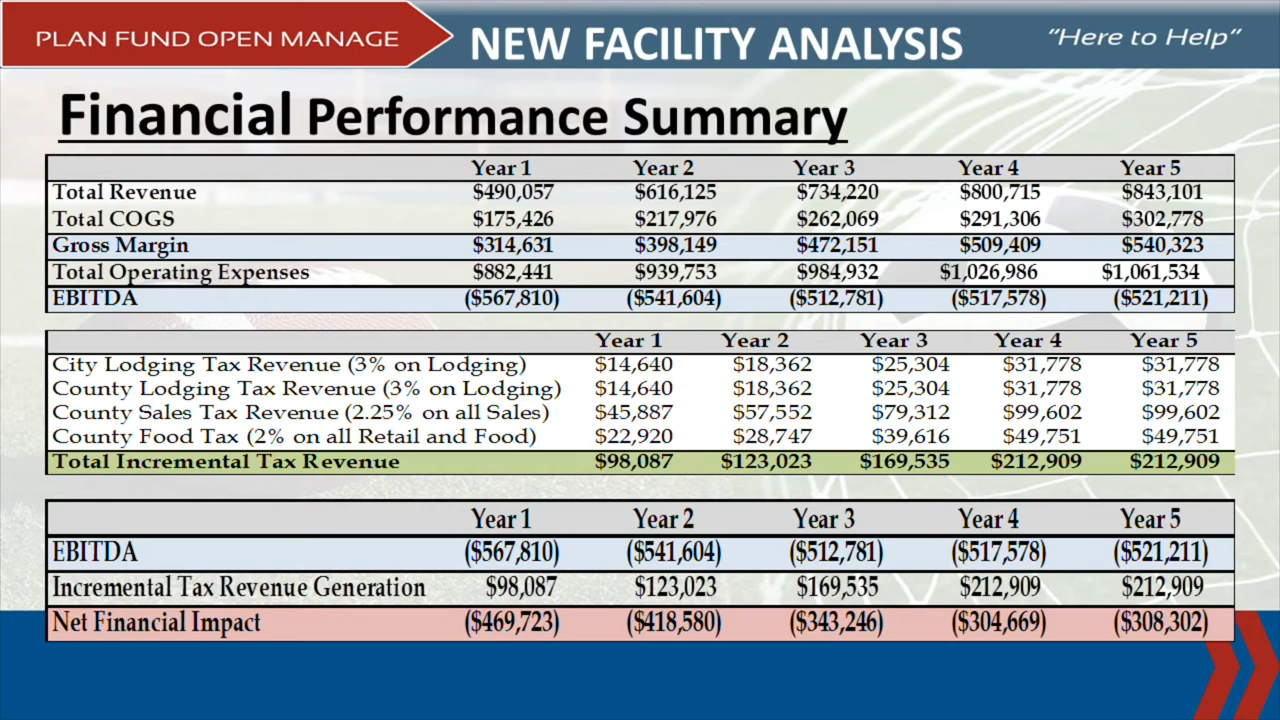 PLAN FUND OPEN MANAGE
NEW FACILITY ANALYSIS
"Here to Help"
Financial Performance Summary
Year 1 Year 2 Year 3 Year 4 Year 5
Total Revenue $490,057 $616,125 $734,220 $800,715 $843,101
Total COGS $175,426 $217,976 $262,069 $291,306 $302,778
Gross Margin $314,631 $398,149 $472,151 $509,409 $540,323
Total Operating Expenses $882,441 $939,753 $984,932 $1,026,986 $1,061,534
EBITDA ($567,810) ($541,604) ($512,781) ($517,578) ($521,211)
Year 1 Year 2 Year 3 Year 4 Year 5
City Lodging Tax Revenue (3% on Lodging) $14,640 $18,362 $25,304 $31,778 $31,778
County Lodging Tax Revenue (3% on Lodging) $14,640 $18,362 $25,304 $31,778 $31,778
County Sales Tax Revenue (2.25% on all Sales) $45,887 $57,552 $79,312 $99,602 $99,602
County Food Tax (2% on all Retail and Food) $22,920 $28,747 $39,616 $49,751 $49,751
Total Incremental Tax Revenue $98,087 $123,023 $169,535 $212,909 $212,909
Year 1 Year 2 Year 3 Year 4 Year 5
EBITDA ($567,810) ($541,604) ($512,781) ($517,578) ($521,211)
Incremental Tax Revenue Generation $98,087 $123,023 $169,535 $212,909 $212,909
Net Financial Impact ($469,723) ($418,580) ($343,246) ($304,669) ($308,302)